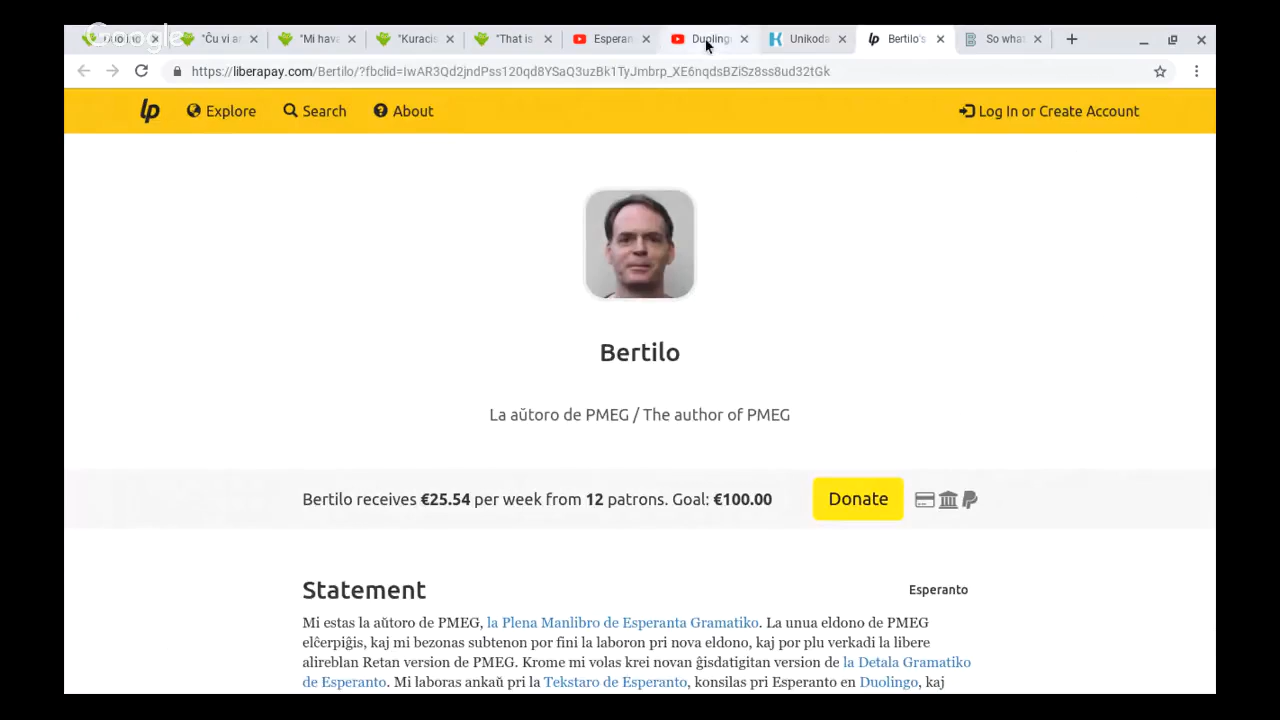 Google
"Ĉu vi ar
"Mi hava
"Kuracis
"That is
Esperan
Duoling
Unikoda
Bertilo's
So what
https://liberapay.com/Bertilo/?fbclid=IwAR3Qd2jndPss120qd8YSaQ3uzBk1TyJmbrp_XE6nqdsBZiSz8ss8ud32tGk
lp Explore Search About Log In or Create Account
Bertilo
La aŭtoro de PMEG / The author of PMEG
Bertilo receives €25.54 per week from 12 patrons. Goal: €100.00 Donate
Statement Esperanto
Mi estas la aŭtoro de PMEG, la Plena Manlibro de Esperanta Gramatiko. La unua eldono de PMEG
elĉerpiĝis, kaj mi bezonas subtenon por fini la laboron pri nova eldono, kaj por plu verkadi la libere
alireblan Retan version de PMEG. Krome mi volas krei novan ĝisdatigitan version de la Detala Gramatiko
de Esperanto. Mi laboras ankaŭ pri la Tekstaro de Esperanto, konsilas pri Esperanto en Duolingo, kaj